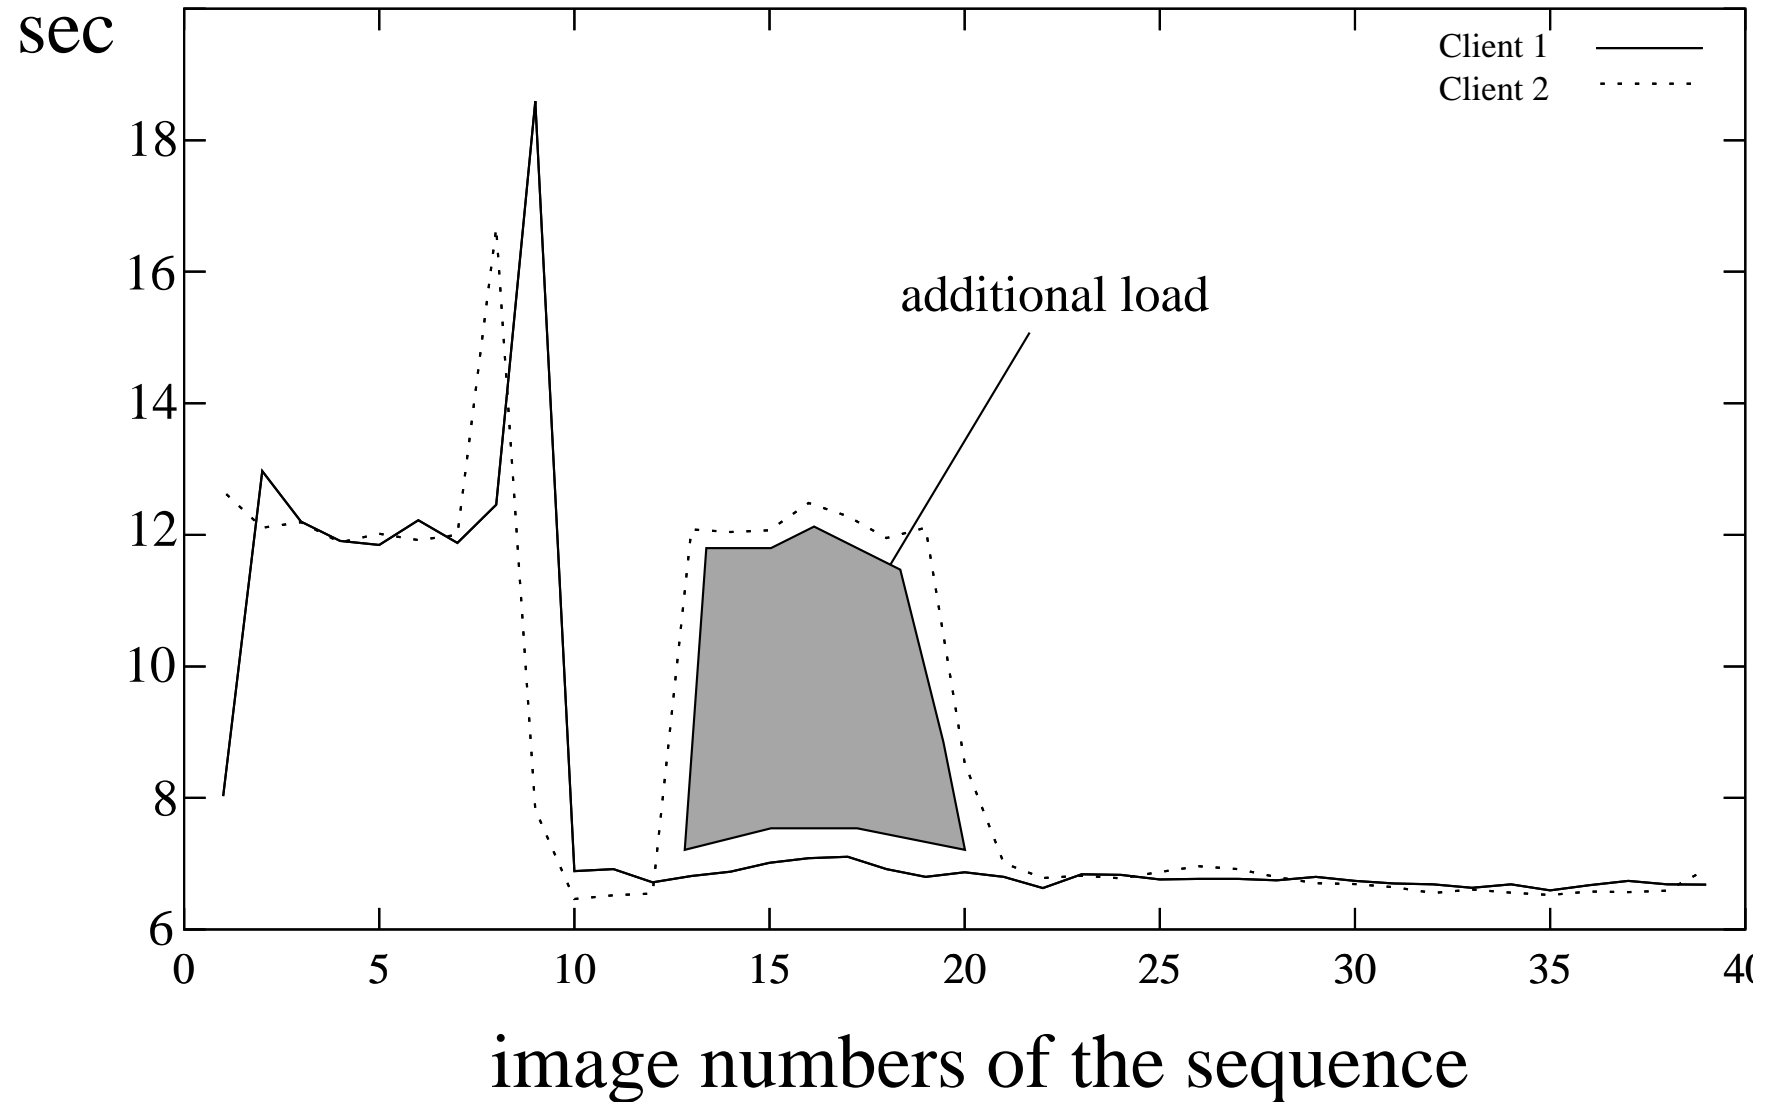 sec
Client 1
Client 2
18
16
additional load
14
12
10
8
6
0 5 10 15 20 25 30 35
image numbers of the sequence